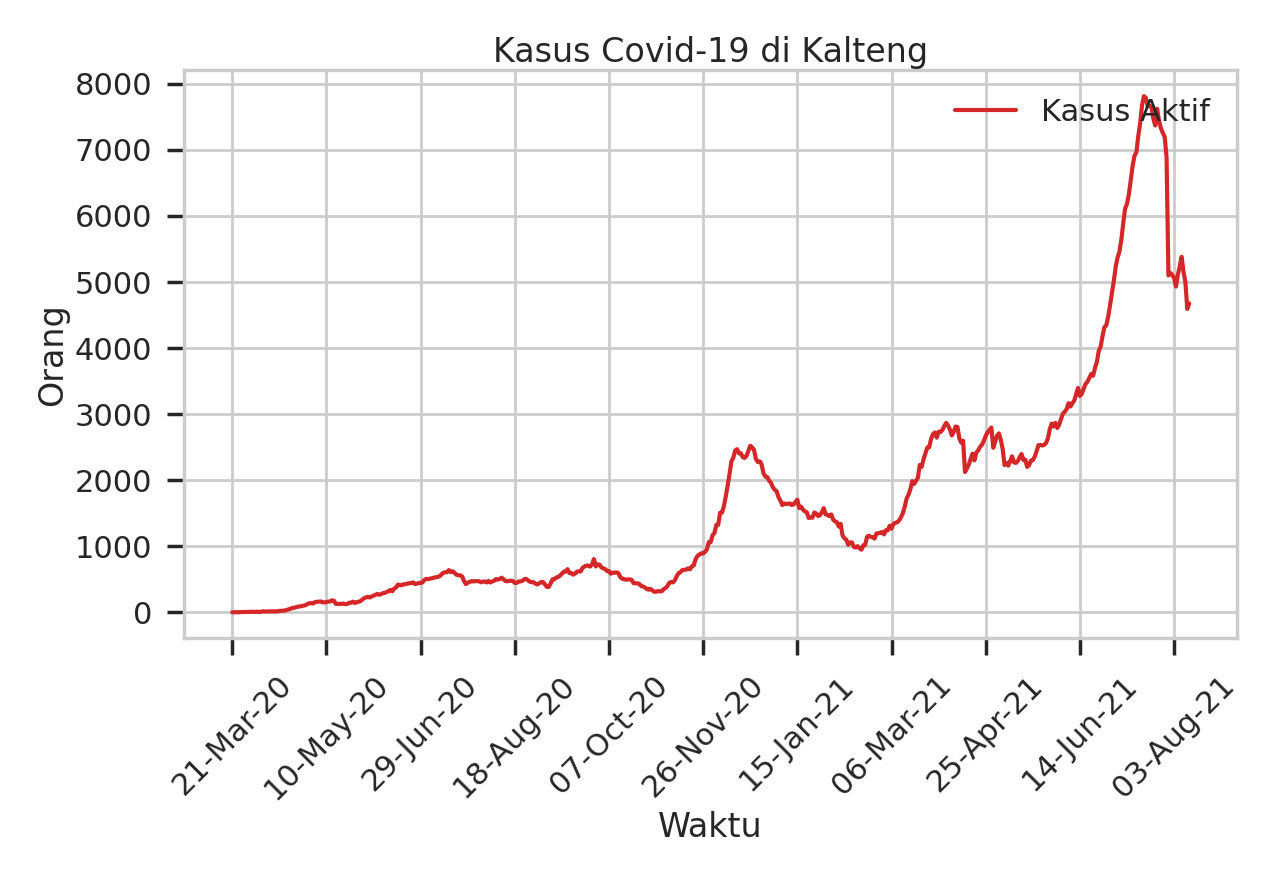 Kasus Covid-19 di Kalteng
Kasus Aktif
8000
7000
6000
5000
4000
3000
2000
1000
0
Orang
21-Mar-20
10-May-20
29-Jun-20
18-Aug-20
07-Oct-20
26-Nov-20
15-Jan-21
06-Mar-21
25-Apr-21
14-Jun-21
03-Aug-21
Waktu